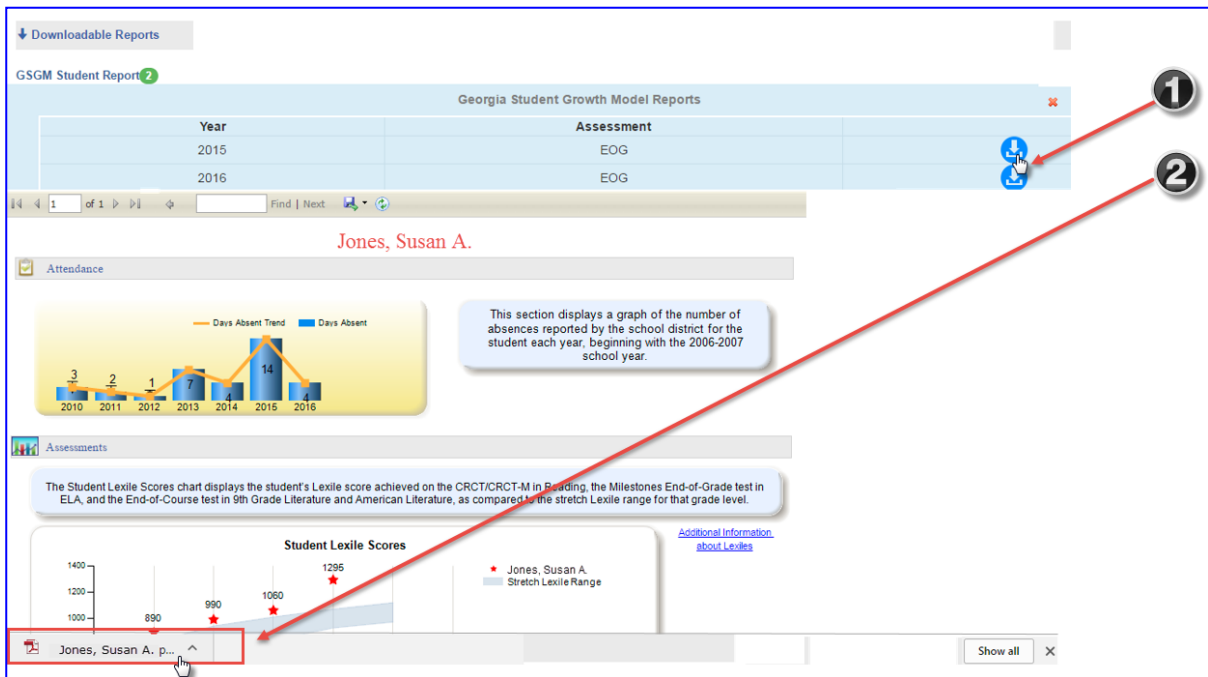 Downloadable Reports
GSGM Student Report 2
Georgia Student Growth Model Reports
Year Assessment
2015 EOG
2016 EOG
1
2
1 of 1 Find | Next
Jones, Susan A.
Attendance
Days Absent Trend Days Absent
3 2 1 7 4 14 4
2010 2011 2012 2013 2014 2015 2016
This section displays a graph of the number of
absences reported by the school district for the
student each year, beginning with the 2006-2007
school year.
Assessments
The Student Lexile Scores chart displays the student's Lexile score achieved on the CRCT/CRCT-M in Reading, the Milestones End-of-Grade test in
ELA, and the End-of-Course test in 9th Grade Literature and American Literature, as compared to the stretch Lexile range for that grade level.
Additional Information
about Lexiles
Student Lexile Scores
1400
1200
1000
890
990
1060
1295
Jones, Susan A.
Stretch Lexile Range
Jones, Susan A. p...
Show all